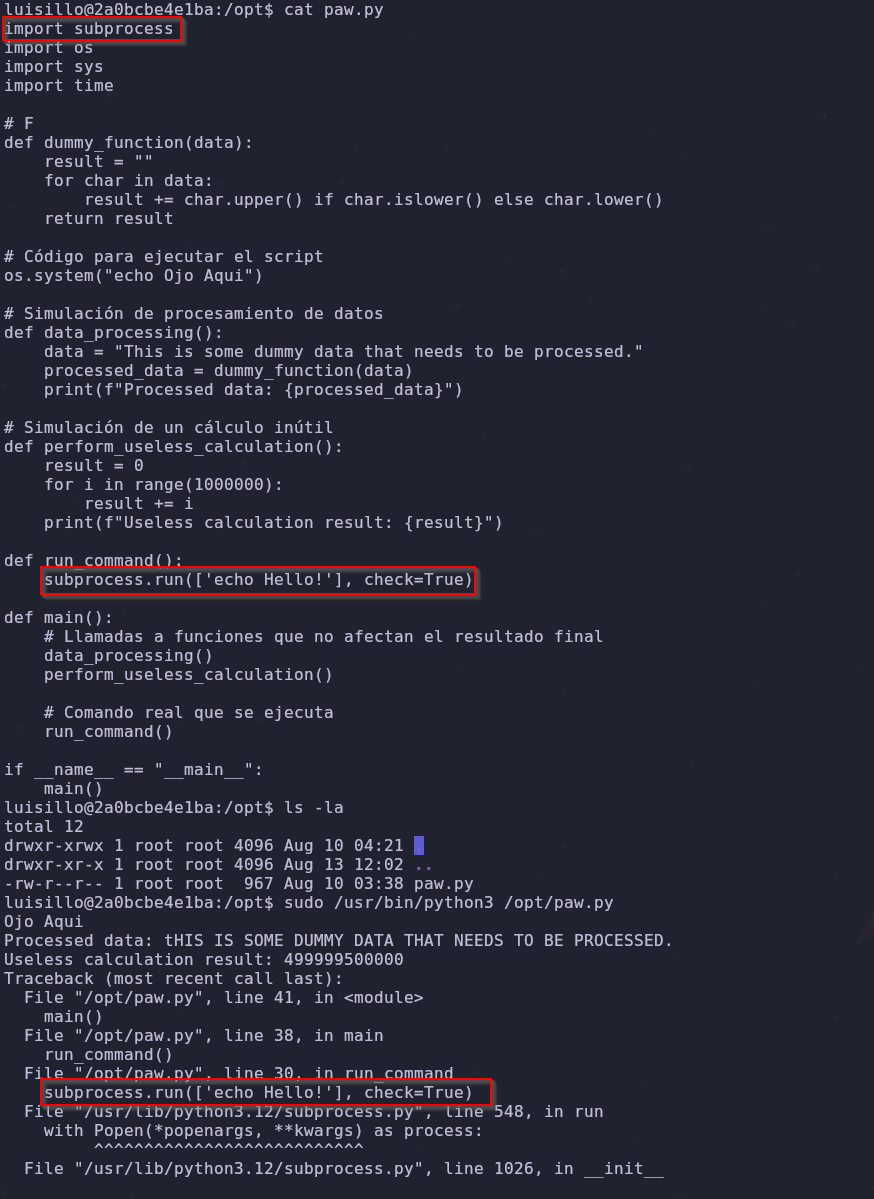 luisillo@2a0bcbe4e1ba:/opt$ cat paw.py
import subprocess
import os
import sys
import time

# F
def dummy_function(data):
    result = ""
    for char in data:
        result += char.upper() if char.islower() else char.lower()
    return result

# Código para ejecutar el script
os.system("echo Ojo Aqui")

# Simulación de procesamiento de datos
def data_processing():
    data = "This is some dummy data that needs to be processed."
    processed_data = dummy_function(data)
    print(f"Processed data: {processed_data}")

# Simulación de un cálculo inútil
def perform_useless_calculation():
    result = 0
    for i in range(1000000):
        result += i
    print(f"Useless calculation result: {result}")

def run_command():
    subprocess.run(['echo Hello!'], check=True)

def main():
    # Llamadas a funciones que no afectan el resultado final
    data_processing()
    perform_useless_calculation()

    # Comando real que se ejecuta
    run_command()

if __name__ == "__main__":
    main()
luisillo@2a0bcbe4e1ba:/opt$ ls -la
total 12
drwxr-xrwx 1 root root 4096 Aug 10 04:21 .
drwxr-xr-x 1 root root 4096 Aug 13 12:02 ..
-rw-r--r-- 1 root root  967 Aug 10 03:38 paw.py
luisillo@2a0bcbe4e1ba:/opt$ sudo /usr/bin/python3 /opt/paw.py
Ojo Aqui
Processed data: tHIS IS SOME DUMMY DATA THAT NEEDS TO BE PROCESSED.
Useless calculation result: 499999500000
Traceback (most recent call last):
  File "/opt/paw.py", line 41, in <module>
    main()
  File "/opt/paw.py", line 38, in main
    run_command()
  File "/opt/paw.py", line 30, in run_command
    subprocess.run(['echo Hello!'], check=True)
  File "/usr/lib/python3.12/subprocess.py", line 548, in run
    with Popen(*popenargs, **kwargs) as process:
         ^^^^^^^^^^^^^^^^^^^^^^^^^^^
  File "/usr/lib/python3.12/subprocess.py", line 1026, in __init__